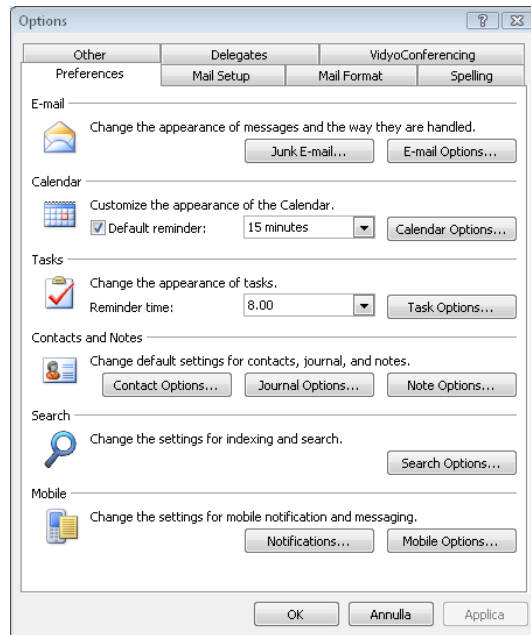 Options
Other Delegates VidyoConferencing
Preferences Mail Setup Mail Format Spelling
E-mail
Change the appearance of messages and the way they are handled.
Junk E-mail... E-mail Options...
Calendar
Customize the appearance of the Calendar.
Default reminder: 15 minutes Calendar Options...
Tasks
Change the appearance of tasks.
Reminder time: 8.00 Task Options...
Contacts and Notes
Change default settings for contacts, journal, and notes.
Contact Options... Journal Options... Note Options...
Search
Change the settings for indexing and search.
Search Options...
Mobile
Change the settings for mobile notification and messaging.
Notifications... Mobile Options...
OK Annulla Applica